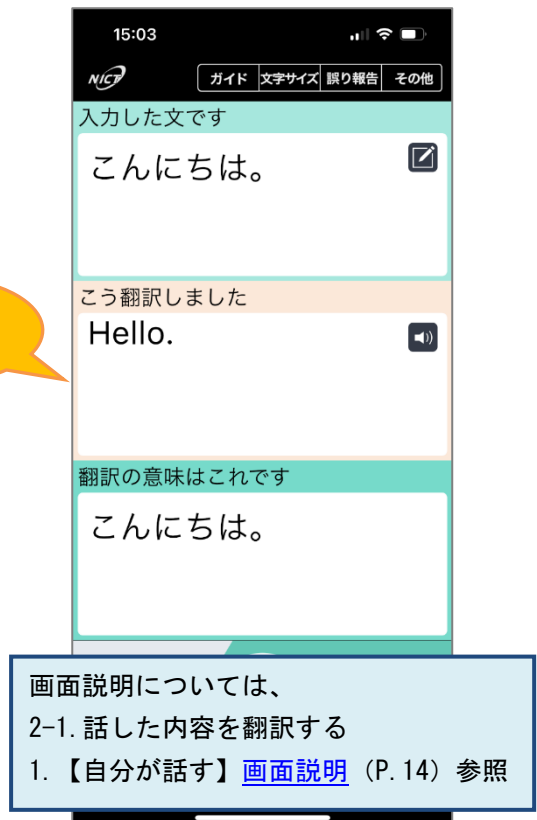 15:03
NICT
ガイド 文字サイズ 誤り報告 その他
入力した文です
こんにちは。
こう翻訳しました
Hello.
翻訳の意味はこれです
こんにちは。
画面説明については、
2-1.話した内容を翻訳する
1.【自分が話す】画面説明（P.14）参照